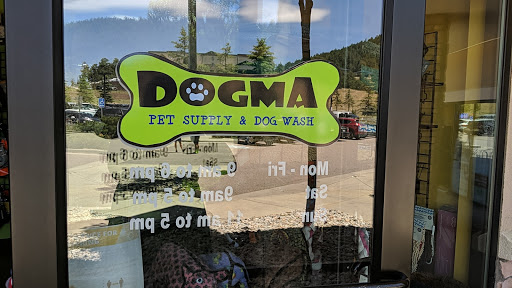 DOGMA
PET SUPPLY & DOG WASH
Mon - Fri 9 am to 6 pm
Sat 9am to 5 pm
Sun 11 am to 5 pm